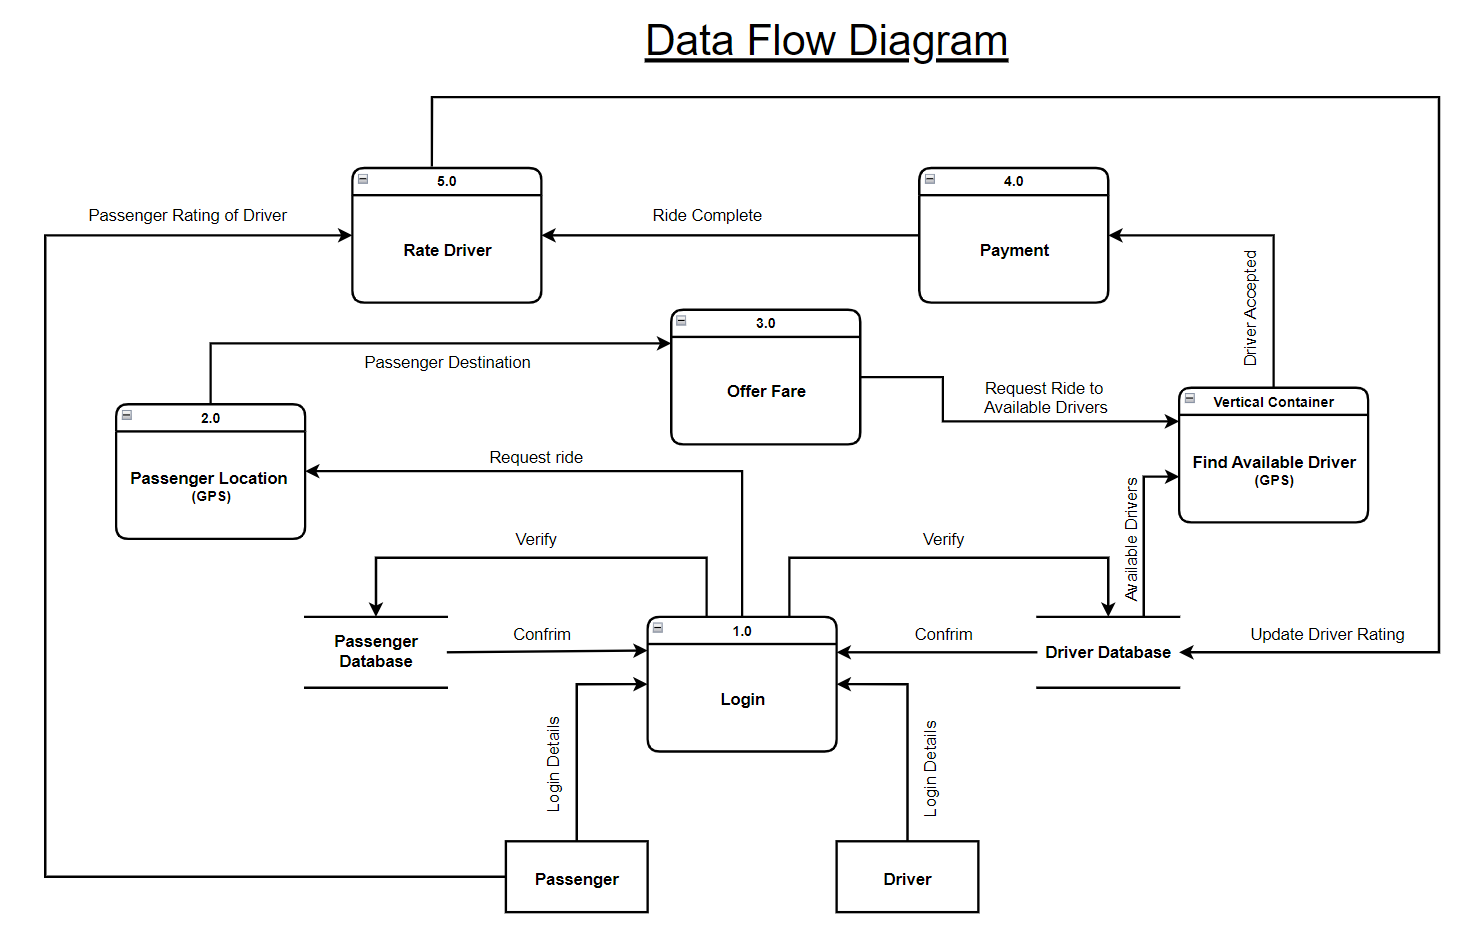 Data Flow Diagram
5.0
Rate Driver
4.0
Payment
Passenger Rating of Driver
Ride Complete
Driver Accepted
3.0
Offer Fare
Passenger Destination
Request Ride to
Available Drivers
Vertical Container
Find Available Driver
(GPS)
2.0
Passenger Location
(GPS)
Request ride
Verify
Verify
Available Drivers
Passenger
Database
Confrim
1.0
Login
Confrim
Driver Database
Update Driver Rating
Login Details
Login Details
Passenger
Driver